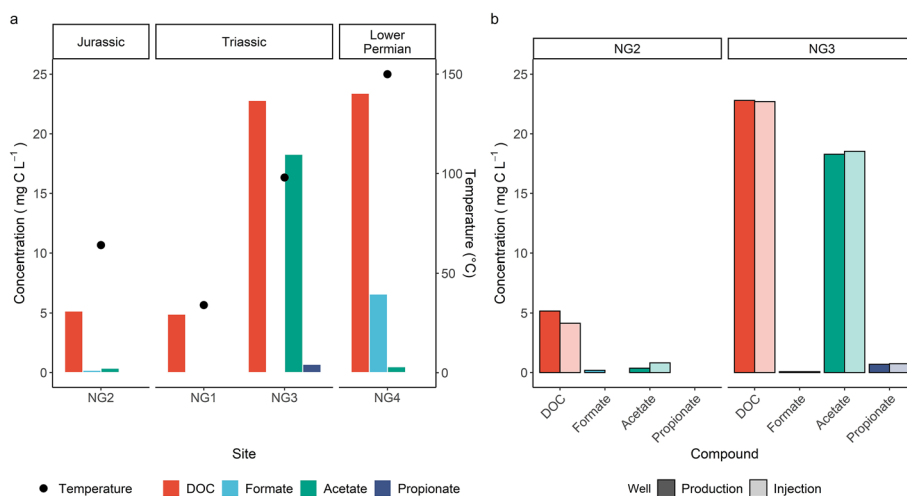 a
Jurassic
Triassic
Lower
Permian
25
20
15
10
5
0
Concentration ( mg C L⁻¹)
150
100
50
0
Temperature (°C)
NG2
NG1
NG3
NG4
Site
Temperature
DOC
Formate
Acetate
Propionate
b
NG2
NG3
25
20
15
10
5
0
Concentration ( mg C L⁻¹)
DOC
Formate
Acetate
Propionate
DOC
Formate
Acetate
Propionate
Compound
Well
Production
Injection